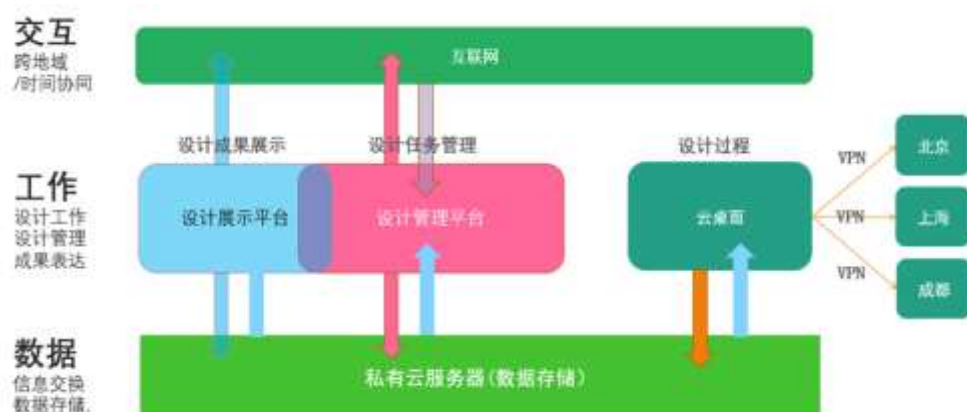 交互
跨地域
/时间协同
互联网
设计成果展示
设计任务管理
设计过程
工作
设计工作
设计管理
成果表达
设计展示平台
设计管理平台
云桌面
VPN
VPN
VPN
北京
上海
成都
数据
信息交换
数据存储.
私有云服务器(数据存储)